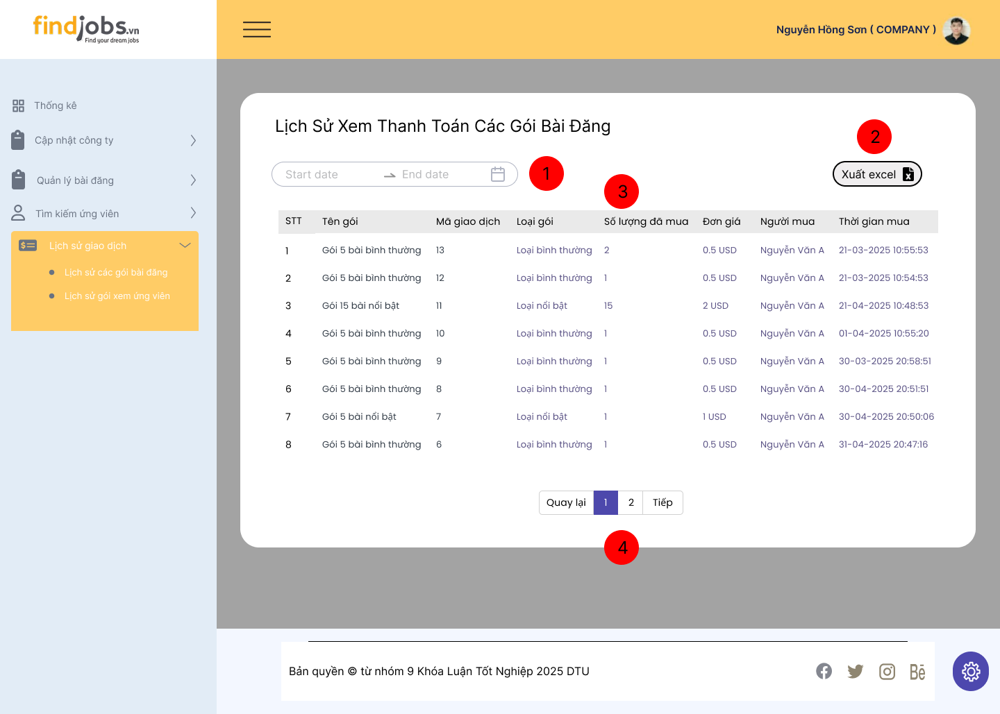 findjobs.vn
Find your dream jobs
Nguyễn Hồng Sơn ( COMPANY )
Thống kê
Cập nhật công ty
Quản lý bài đăng
Tìm kiếm ứng viên
Lịch sử giao dịch
Lịch sử các gói bài đăng
Lịch sử gói xem ứng viên
Lịch Sử Xem Thanh Toán Các Gói Bài Đăng
2
Start date End date 1 Xuất excel
3
STT Tên gói Mã giao dịch Loại gói Số lượng đã mua Đơn giá Người mua Thời gian mua
1 Gói 5 bài bình thường 13 Loại bình thường 2 0.5 USD Nguyễn Văn A 21-03-2025 10:55:53
2 Gói 5 bài bình thường 12 Loại bình thường 1 0.5 USD Nguyễn Văn A 21-03-2025 10:54:53
3 Gói 15 bài nổi bật 11 Loại nổi bật 15 2 USD Nguyễn Văn A 21-04-2025 10:48:53
4 Gói 5 bài bình thường 10 Loại bình thường 1 0.5 USD Nguyễn Văn A 01-04-2025 10:55:20
5 Gói 5 bài bình thường 9 Loại bình thường 1 0.5 USD Nguyễn Văn A 30-03-2025 20:58:51
6 Gói 5 bài bình thường 8 Loại bình thường 1 0.5 USD Nguyễn Văn A 30-04-2025 20:51:51
7 Gói 5 bài nổi bật 7 Loại nổi bật 1 1 USD Nguyễn Văn A 30-04-2025 20:50:06
8 Gói 5 bài bình thường 6 Loại bình thường 1 0.5 USD Nguyễn Văn A 31-04-2025 20:47:16
Quay lại 1 2 Tiếp
4
Bản quyền © từ nhóm 9 Khóa Luận Tốt Nghiệp 2025 DTU